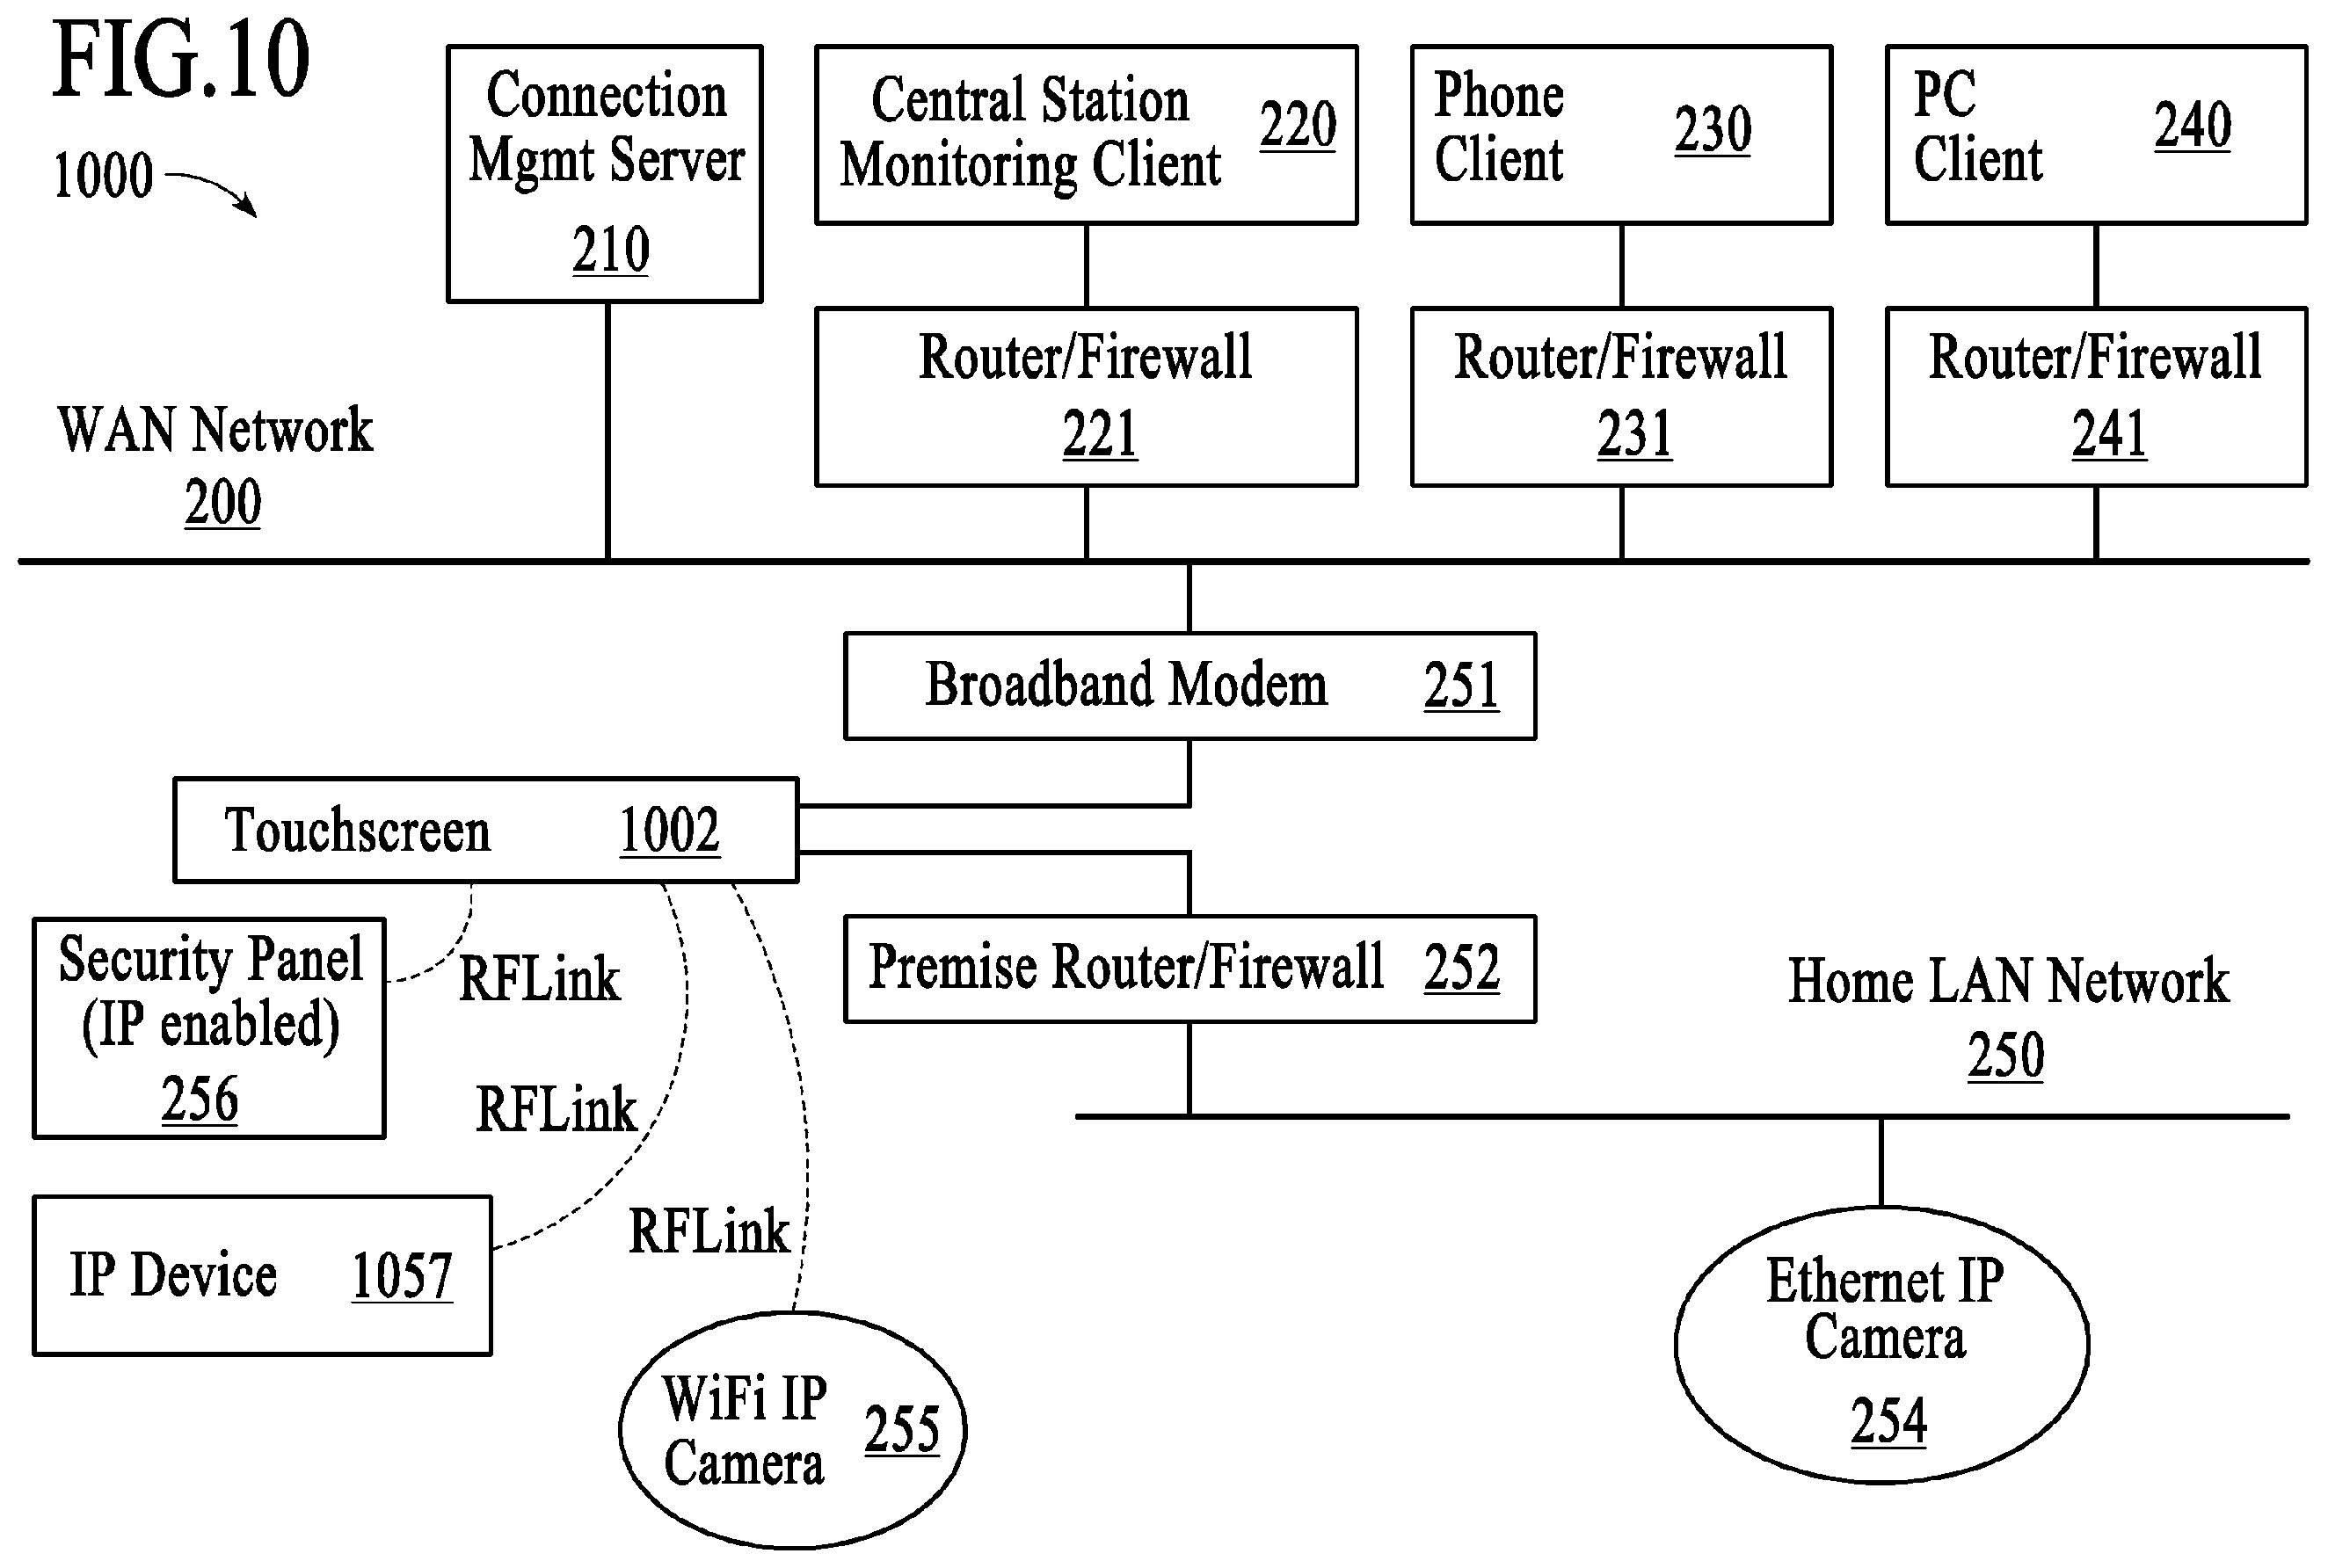 FIG.10
1000
Connection
Mgmt Server
210
Central Station
Monitoring Client
220
Phone
Client
230
PC
Client
240
Router/Firewall
221
Router/Firewall
231
Router/Firewall
241
WAN Network
200
Broadband Modem 251
Touchscreen 1002
Security Panel
(IP enabled)
256
RFLink
Premise Router/Firewall 252
Home LAN Network
250
RFLink
IP Device 1057
RFLink
WiFi IP
Camera
255
Ethernet IP
Camera
254